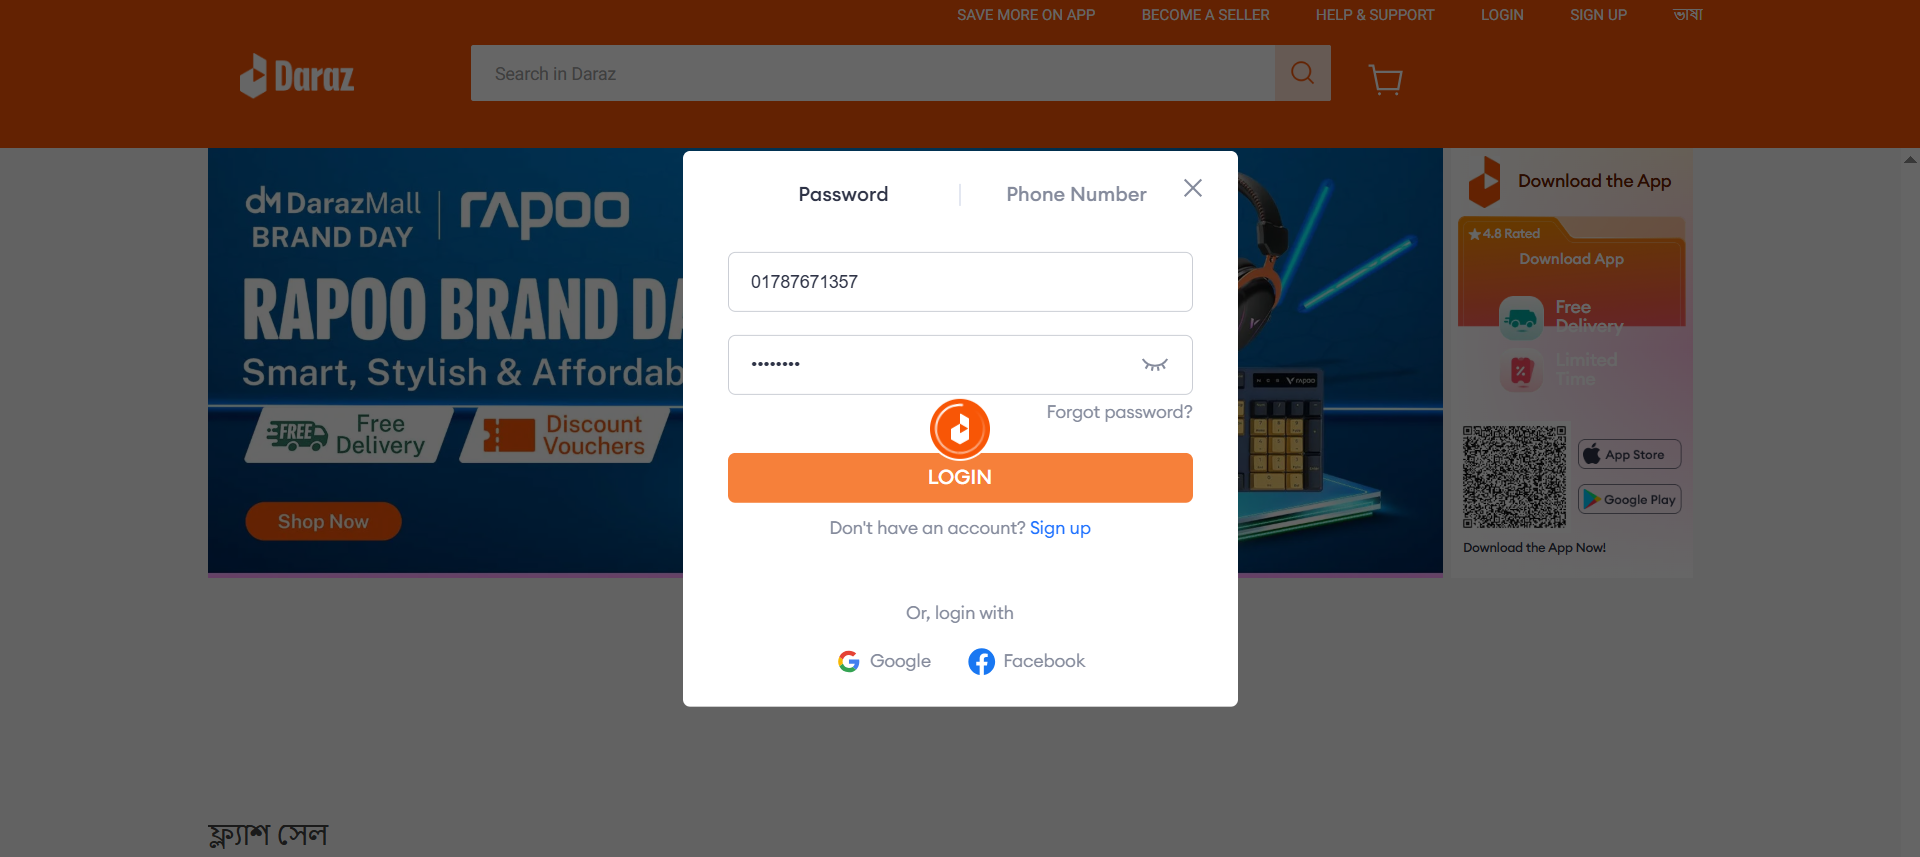 SAVE MORE ON APP BECOME A SELLER HELP & SUPPORT LOGIN SIGN UP ভাষা
Daraz
Search in Daraz
Password
Phone Number
01787671357
••••••••
Forgot password?
LOGIN
Don't have an account? Sign up
Or, login with
Google
Facebook
DarazMall
BRAND DAY
rapoo
RAPOO BRAND DA
Smart, Stylish & Affordab
FREE
Free
Delivery
Discount
Vouchers
Shop Now
rapoo
Download the App
4.8 Rated
Download App
Free
Delivery
Limited
Time
App Store
Google Play
Download the App Now!
ফ্ল্যাশ সেল